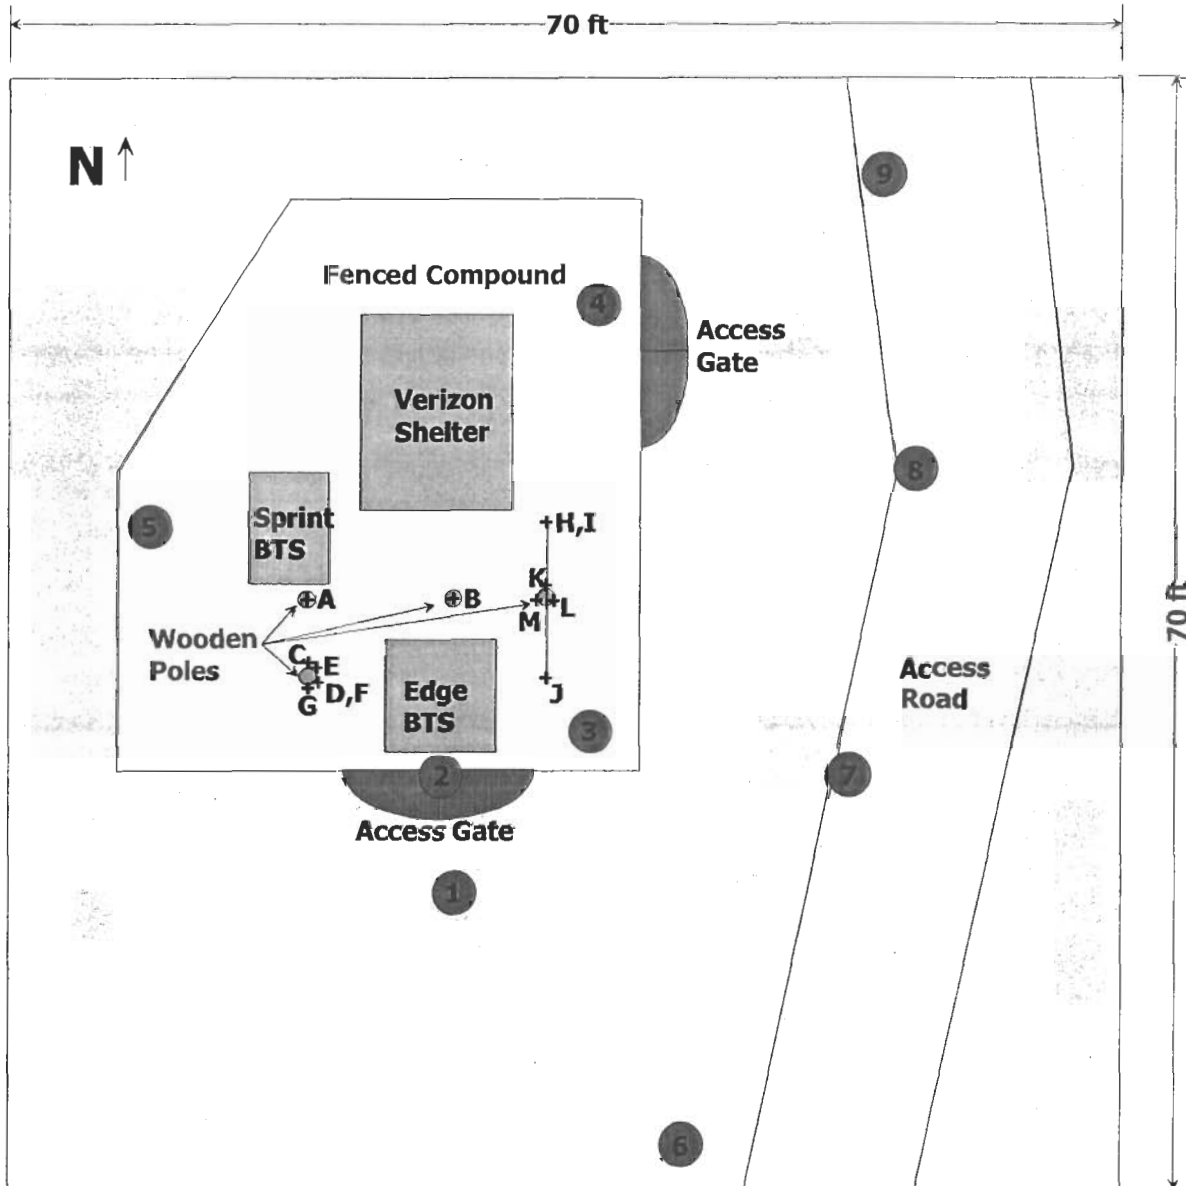 70 ft
N
9
Fenced Compound
4
Access
Gate
Verizon
Shelter
8
5
Sprint
BTS
H,I
K
A
B
L
M
70 ft
Wooden
Poles
C
E
D,F
G
Edge
BTS
J
Access
Road
3
2
7
Access Gate
1
6